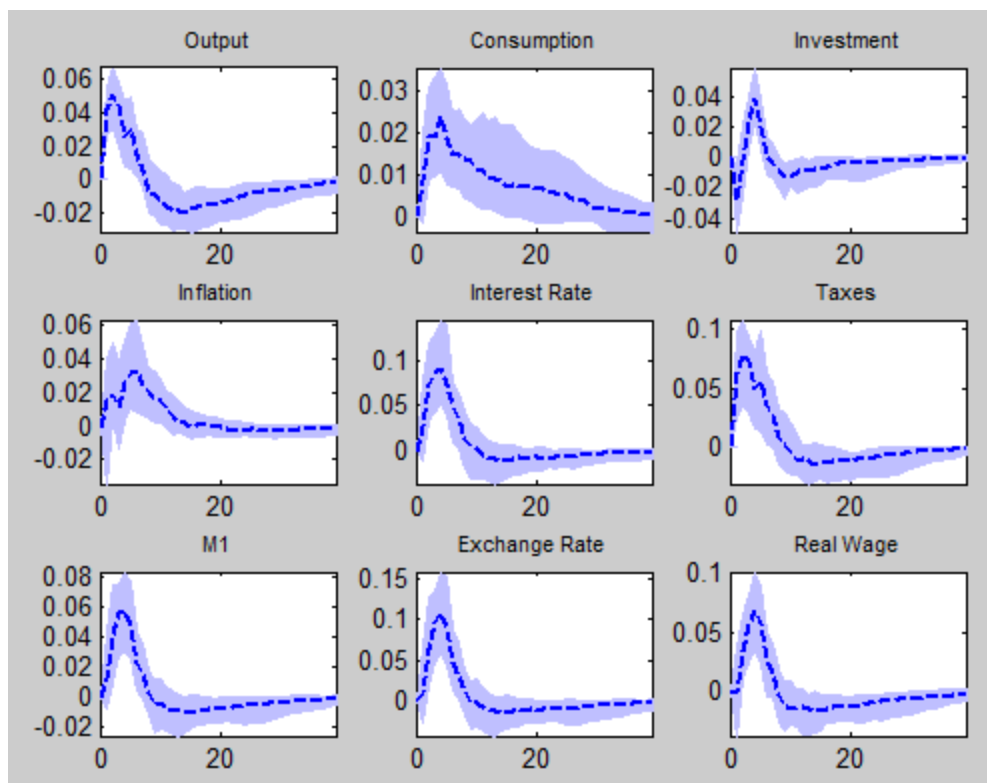 Output Consumption Investment
0.06 0.03 0.04
0.04 0.02 0.02
0.02 0.01 0
0 0 -0.02
-0.02 -0.04
0 20 0 20 0 20
Inflation Interest Rate Taxes
0.06 0.1 0.1
0.04 0.05 0.05
0.02 0 0
0
-0.02
0 20 0 20 0 20
M1 Exchange Rate Real Wage
0.08 0.15 0.1
0.06 0.1 0.05
0.04 0.05 0
0.02 0
0
-0.02
0 20 0 20 0 20